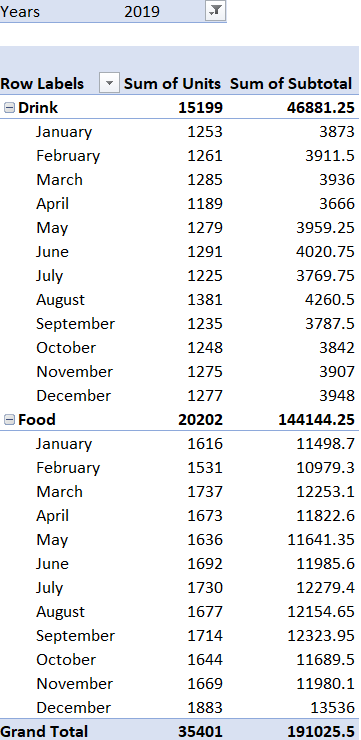 Years 2019
Row Labels Sum of Units Sum of Subtotal
Drink 15199 46881.25
January 1253 3873
February 1261 3911.5
March 1285 3936
April 1189 3666
May 1279 3959.25
June 1291 4020.75
July 1225 3769.75
August 1381 4260.5
September 1235 3787.5
October 1248 3842
November 1275 3907
December 1277 3948
Food 20202 144144.25
January 1616 11498.7
February 1531 10979.3
March 1737 12253.1
April 1673 11822.6
May 1636 11641.35
June 1692 11985.6
July 1730 12279.4
August 1677 12154.65
September 1714 12323.95
October 1644 11689.5
November 1669 11980.1
December 1883 13536
Grand Total 35401 191025.5